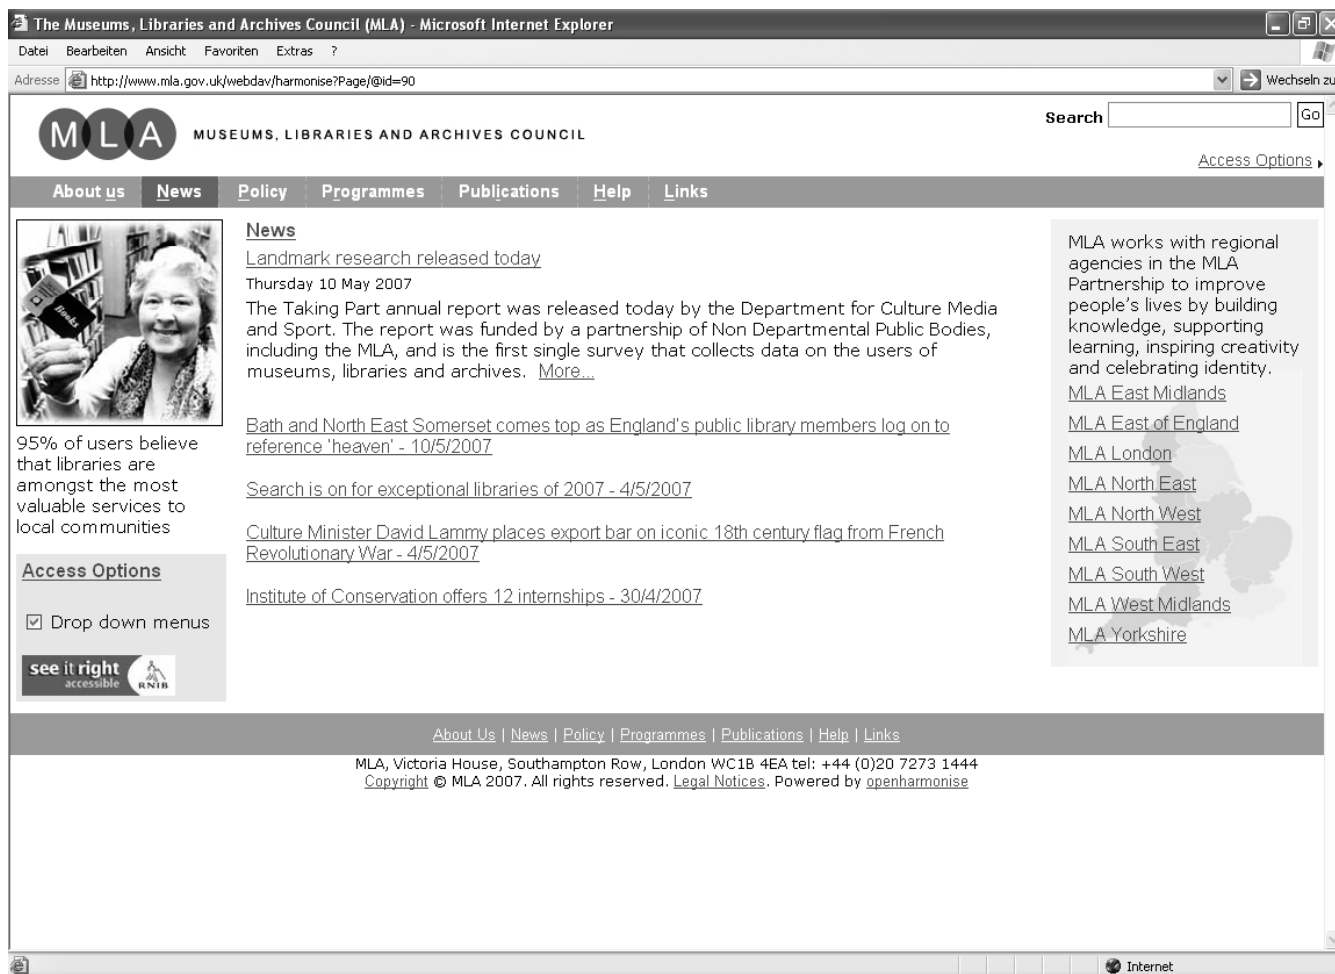 The Museums, Libraries and Archives Council (MLA) - Microsoft Internet Explorer
Datei Bearbeiten Ansicht Favoriten Extras ?
Adresse http://www.mla.gov.uk/webdav/harmonise?Page/@id=90 Wechseln zu
MLA MUSEUMS, LIBRARIES AND ARCHIVES COUNCIL
Search Go
Access Options
About us News Policy Programmes Publications Help Links
Books
95% of users believe
that libraries are
amongst the most
valuable services to
local communities
Access Options
Drop down menus
see it right
accessible
RNIB
News
Landmark research released today
Thursday 10 May 2007
The Taking Part annual report was released today by the Department for Culture Media
and Sport. The report was funded by a partnership of Non Departmental Public Bodies,
including the MLA, and is the first single survey that collects data on the users of
museums, libraries and archives. More...
Bath and North East Somerset comes top as England's public library members log on to
reference 'heaven' - 10/5/2007
Search is on for exceptional libraries of 2007 - 4/5/2007
Culture Minister David Lammy places export bar on iconic 18th century flag from French
Revolutionary War - 4/5/2007
Institute of Conservation offers 12 internships - 30/4/2007
MLA works with regional
agencies in the MLA
Partnership to improve
people's lives by building
knowledge, supporting
learning, inspiring creativity
and celebrating identity.
MLA East Midlands
MLA East of England
MLA London
MLA North East
MLA North West
MLA South East
MLA South West
MLA West Midlands
MLA Yorkshire
About Us | News | Policy | Programmes | Publications | Help | Links
MLA, Victoria House, Southampton Row, London WC1B 4EA tel: +44 (0)20 7273 1444
Copyright © MLA 2007. All rights reserved. Legal Notices. Powered by openharmonise
Internet